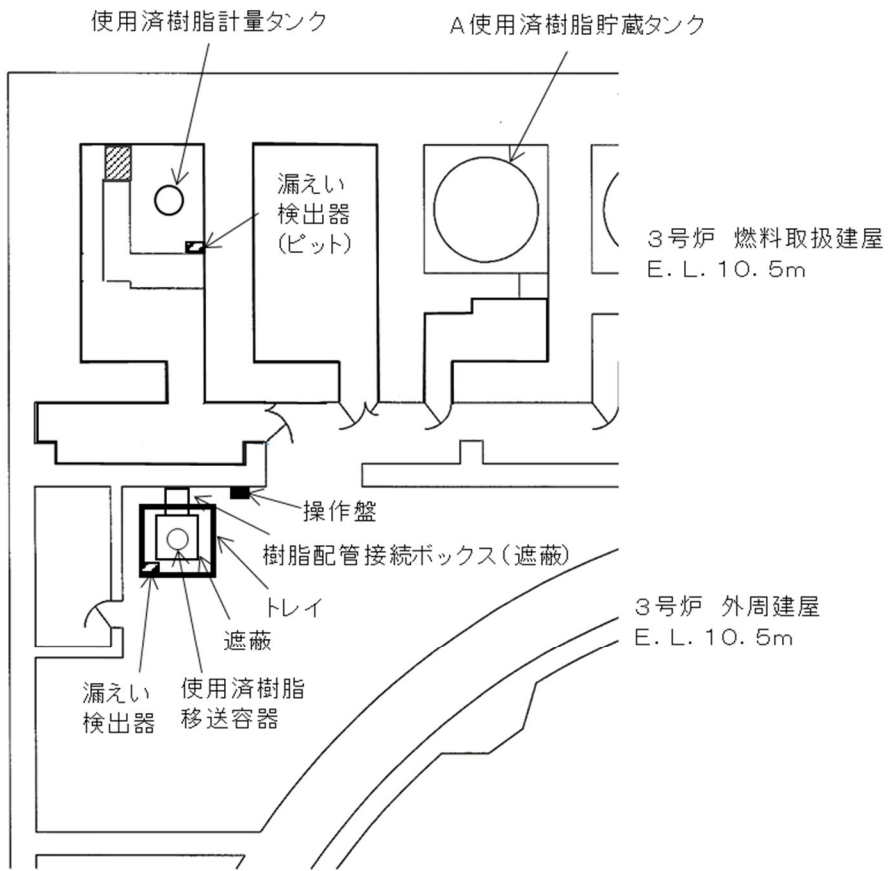 使用済樹脂計量タンク
A使用済樹脂貯蔵タンク
漏えい
検出器
(ピット)
3号炉 燃料取扱建屋
E.L.10.5m
操作盤
樹脂配管接続ボックス(遮蔽)
トレイ
遮蔽
3号炉 外周建屋
E.L.10.5m
漏えい
検出器
使用済樹脂
移送容器